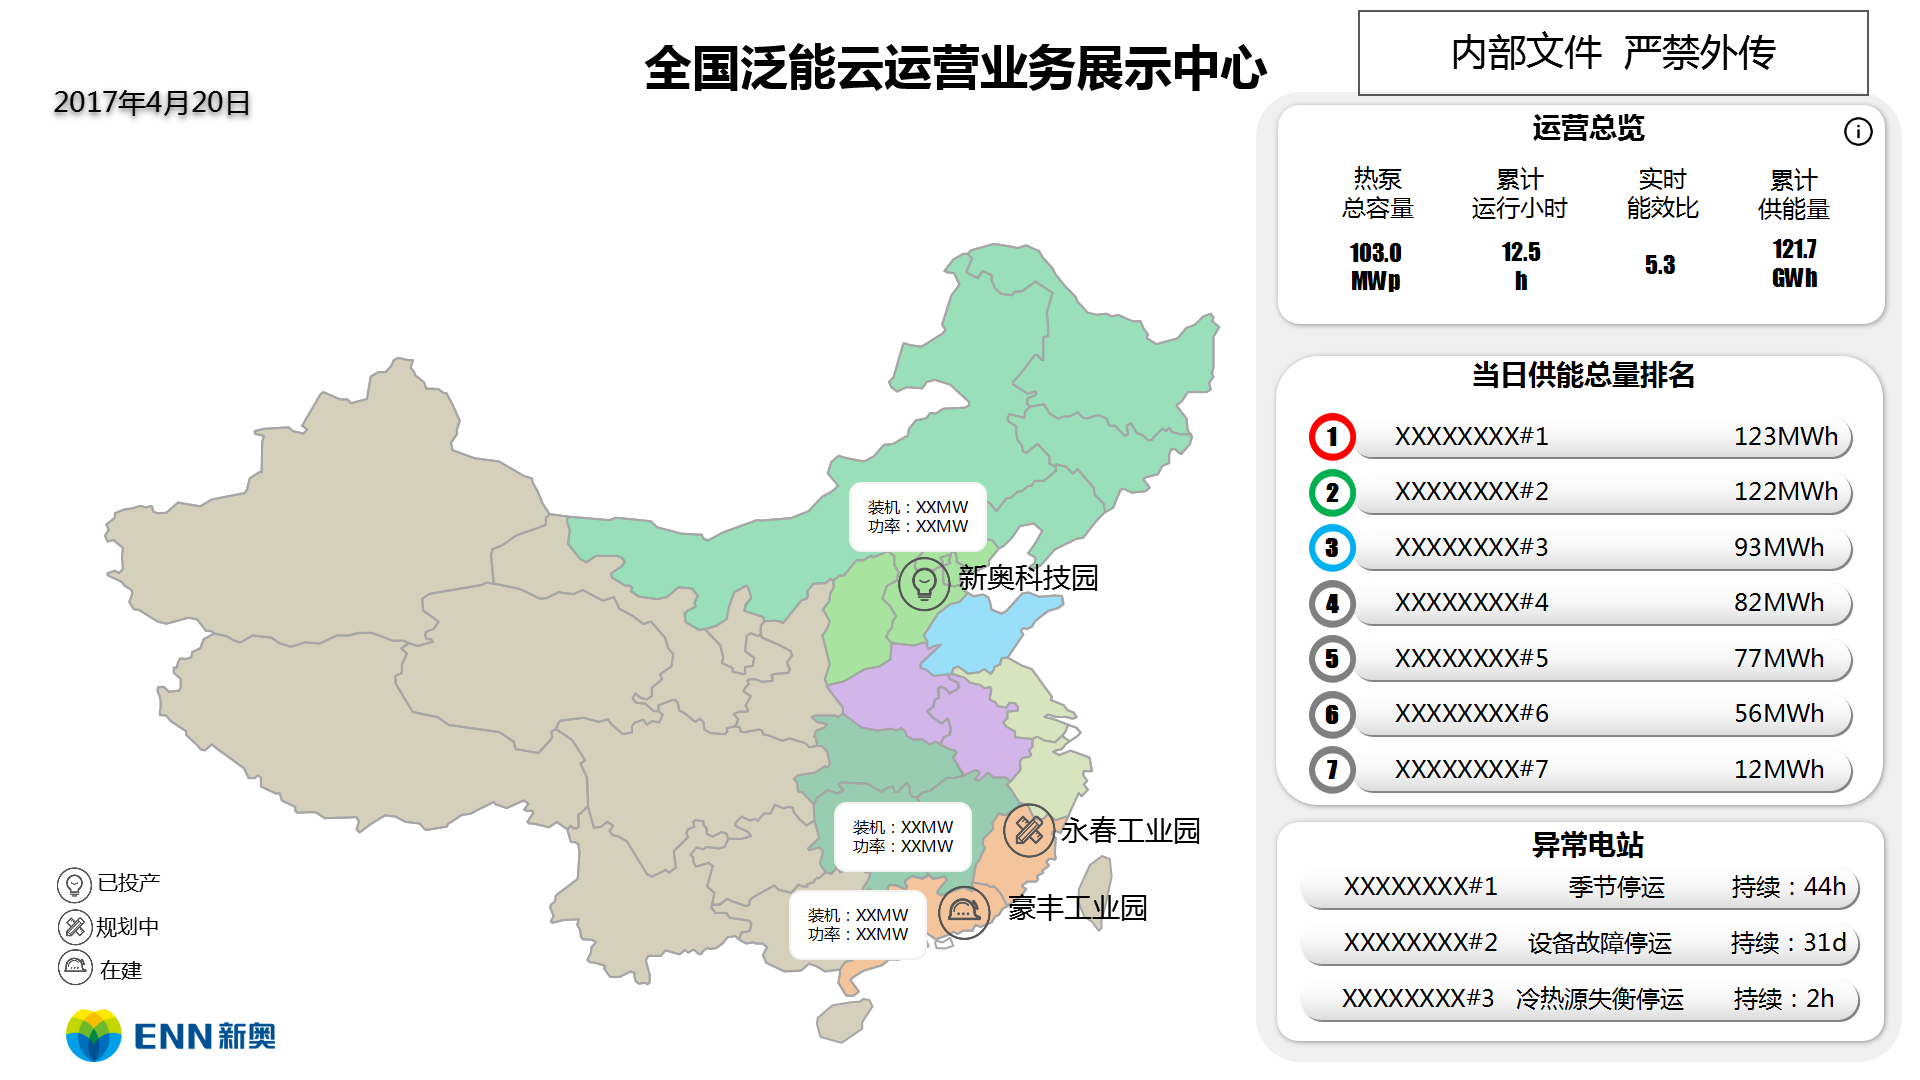 全国泛能云运营业务展示中心
内部文件 严禁外传
2017年4月20日
运营总览
热泵
总容量
累计
运行小时
实时
能效比
累计
供能量
103.0
MWp
12.5
h
5.3
121.7
GWh
当日供能总量排名
1 XXXXXXXX#1 123MWh
2 XXXXXXXX#2 122MWh
3 XXXXXXXX#3 93MWh
4 XXXXXXXX#4 82MWh
5 XXXXXXXX#5 77MWh
6 XXXXXXXX#6 56MWh
7 XXXXXXXX#7 12MWh
异常电站
XXXXXXXX#1 季节停运 持续：44h
XXXXXXXX#2 设备故障停运 持续：31d
XXXXXXXX#3 冷热源失衡停运 持续：2h
装机：XXMW
功率：XXMW
新奥科技园
装机：XXMW
功率：XXMW
永春工业园
装机：XXMW
功率：XXMW
豪丰工业园
已投产
规划中
在建
ENN新奥